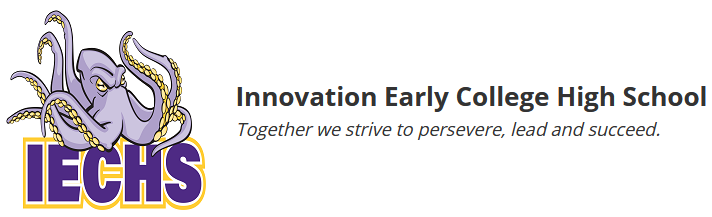 IECHS
Innovation Early College High School
Together we strive to persevere, lead and succeed.